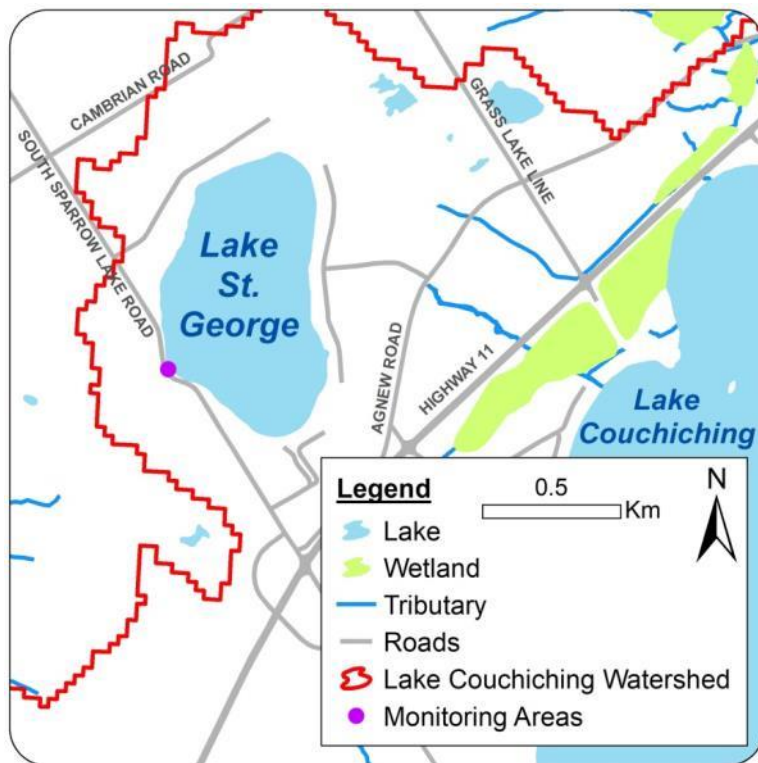 CAMBRIAN ROAD
SOUTH SPARROW LAKE ROAD
GRASS LAKE LINE
Lake
St.
George
AGNEW ROAD
HIGHWAY 11
Lake
Couchiching
Legend
0.5
Km
N
Lake
Wetland
Tributary
Roads
Lake Couchiching Watershed
Monitoring Areas